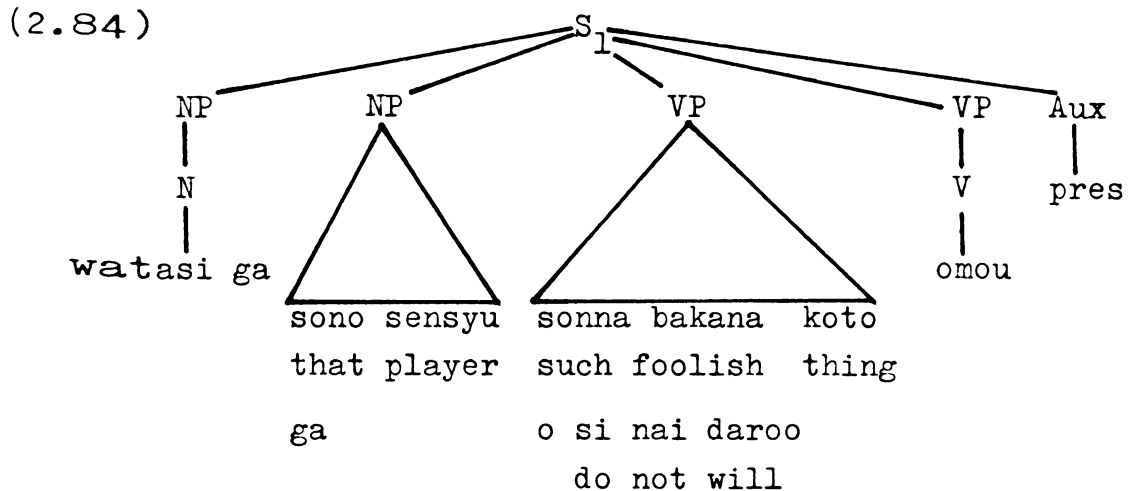 (2.84)
S1
NP NP VP VP Aux
N V pres
watasi ga omou
sono sensyu sonna bakana koto
that player such foolish thing
ga o si nai daroo
do not will